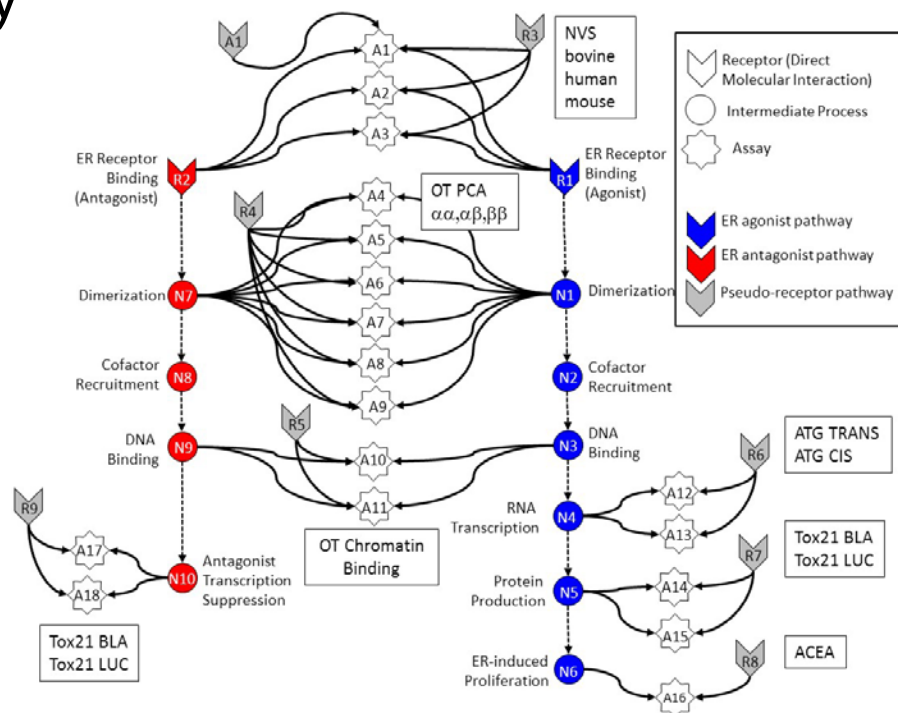 y
A1
R3
NVS
bovine
human
mouse
A1
A2
A3
Receptor (Direct
Molecular Interaction)
Intermediate Process
Assay
ER agonist pathway
ER antagonist pathway
Pseudo-receptor pathway
ER Receptor
Binding
(Antagonist)
R2
R1
ER Receptor
Binding
(Agonist)
R4
OT PCA
αα,αβ,ββ
A4
A5
A6
A7
A8
A9
Dimerization
N7
N1
Dimerization
Cofactor
Recruitment
N8
N2
Cofactor
Recruitment
R5
DNA
Binding
N9
A10
A11
N3
DNA
Binding
OT Chromatin
Binding
R6
ATG TRANS
ATG CIS
RNA
Transcription
N4
A12
A13
R9
A17
A18
N10
Antagonist
Transcription
Suppression
Tox21 BLA
Tox21 LUC
R7
Tox21 BLA
Tox21 LUC
Protein
Production
N5
A14
A15
ER-induced
Proliferation
N6
A16
R8
ACEA